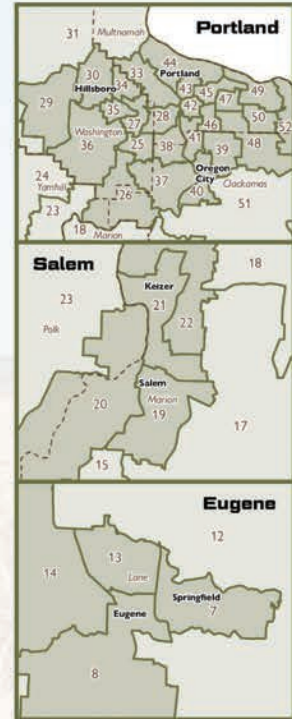 Portland
31
Multnomah
44
30
33
Portland
Hillsboro
34
43
45
49
29
35
42
47
Washington
27
28
46
50
52
36
25
38
41
39
48
Oregon
City
24
37
40
Clackamas
Yamhill
26
51
23
18
Marion
Salem
18
23
Keizer
21
22
Polk
Salem
20
Marion
19
17
15
Eugene
12
13
14
Lane
Springfield
7
Eugene
8